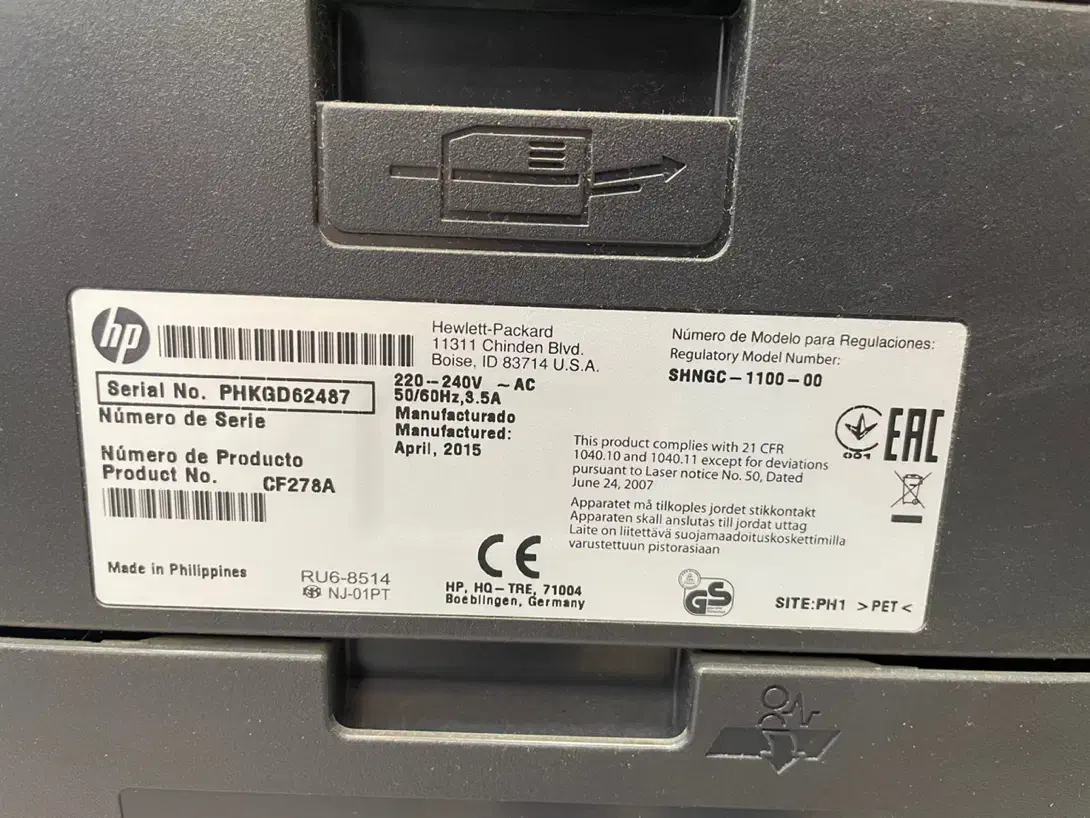 hp
Hewlett-Packard
11311 Chinden Blvd.
Boise, ID 83714 U.S.A.
Serial No. PHKGD62487
Número de Serie
220-240V ~ AC
50/60Hz,3.5A
Manufacturado
Manufactured:
April, 2015
Número de Producto
Product No. CF278A
Número de Modelo para Regulaciones:
Regulatory Model Number:
SHNGC-1100-00
001
EAC
This product complies with 21 CFR
1040.10 and 1040.11 except for deviations
pursuant to Laser notice No. 50, Dated
June 24, 2007
Apparatet må tilkoples jordet stikkontakt
Apparaten skall anslutas till jordat uttag
Laite on liitettävä suojamaadoituskoskettimilla
varustettuun pistorasiaan
Made in Philippines
RU6-8514
NJ-01PT
CE
HP, HQ-TRE, 71004
Boeblingen, Germany
GS
SITE:PH1 >PET<